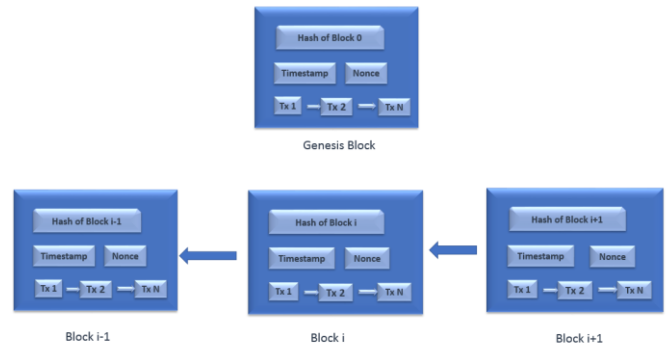 Hash of Block 0
Timestamp Nonce
Tx 1 Tx 2 Tx N
Genesis Block
Hash of Block i-1
Timestamp Nonce
Tx 1 Tx 2 Tx N
Block i-1
Hash of Block i
Timestamp Nonce
Tx 1 Tx 2 Tx N
Block i
Hash of Block i+1
Timestamp Nonce
Tx 1 Tx 2 Tx N
Block i+1